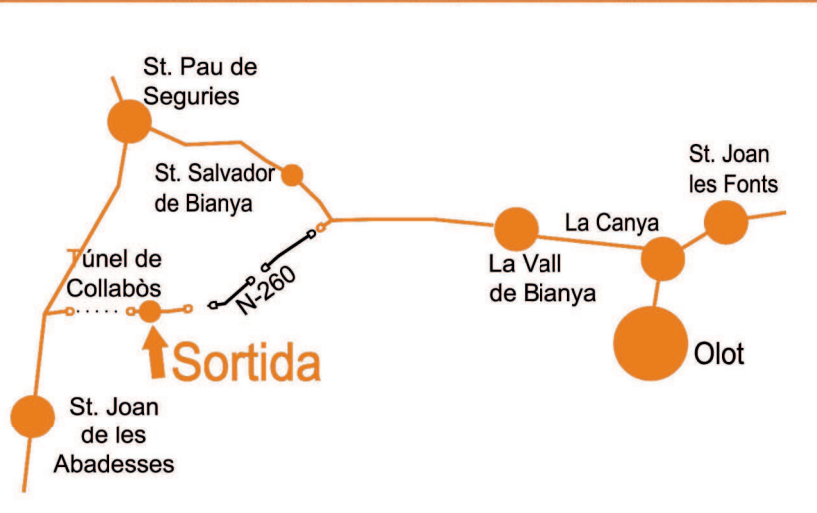 St. Pau de
Seguries
St. Salvador
de Bianya
St. Joan
les Fonts
La Canya
La Vall
de Bianya
Túnel de
Collabòs
N-260
Sortida
Olot
St. Joan
de les
Abadesses